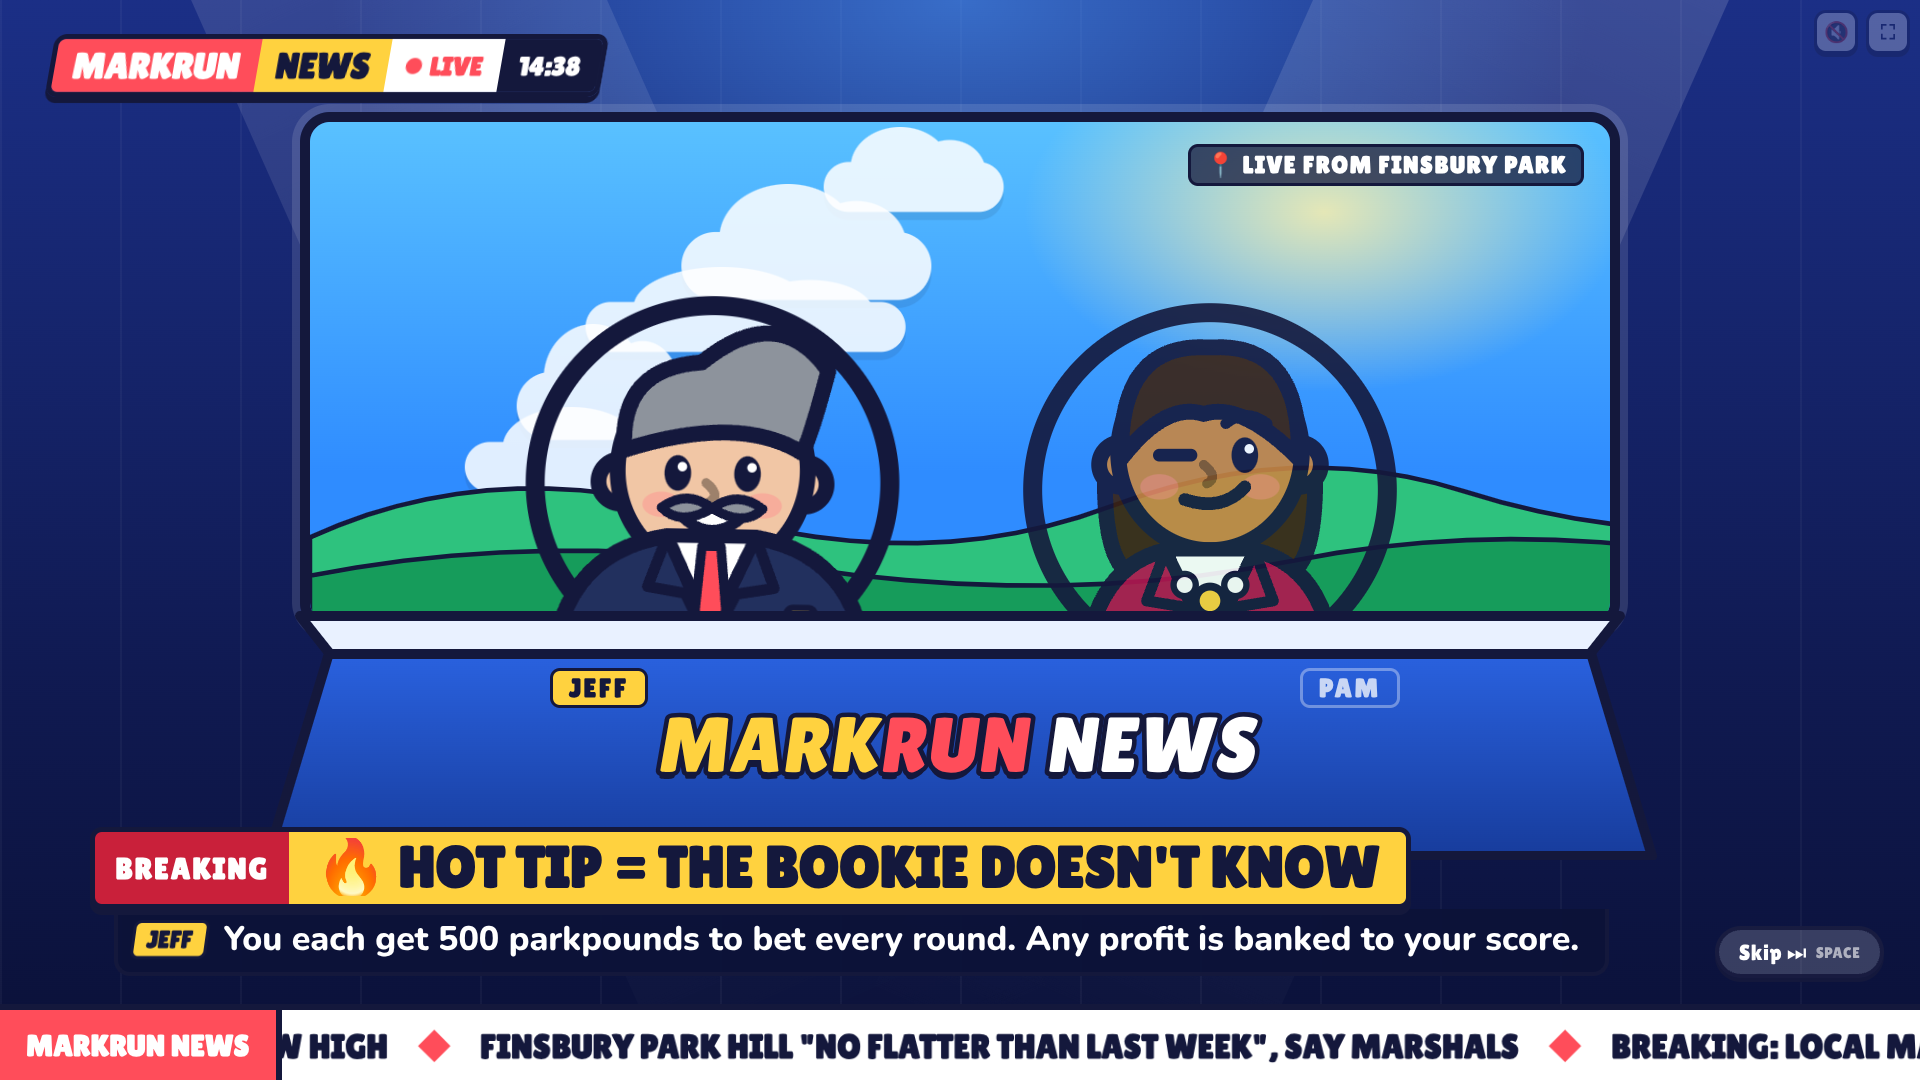 MARKRUN NEWS LIVE 14:38
LIVE FROM FINSBURY PARK
JEFF
PAM
MARKRUN NEWS
BREAKING
HOT TIP = THE BOOKIE DOESN'T KNOW
JEFF You each get 500 parkpounds to bet every round. Any profit is banked to your score.
Skip SPACE
MARKRUN NEWS
HIGH ◆ FINSBURY PARK HILL "NO FLATTER THAN LAST WEEK", SAY MARSHALS ◆ BREAKING: LOCAL